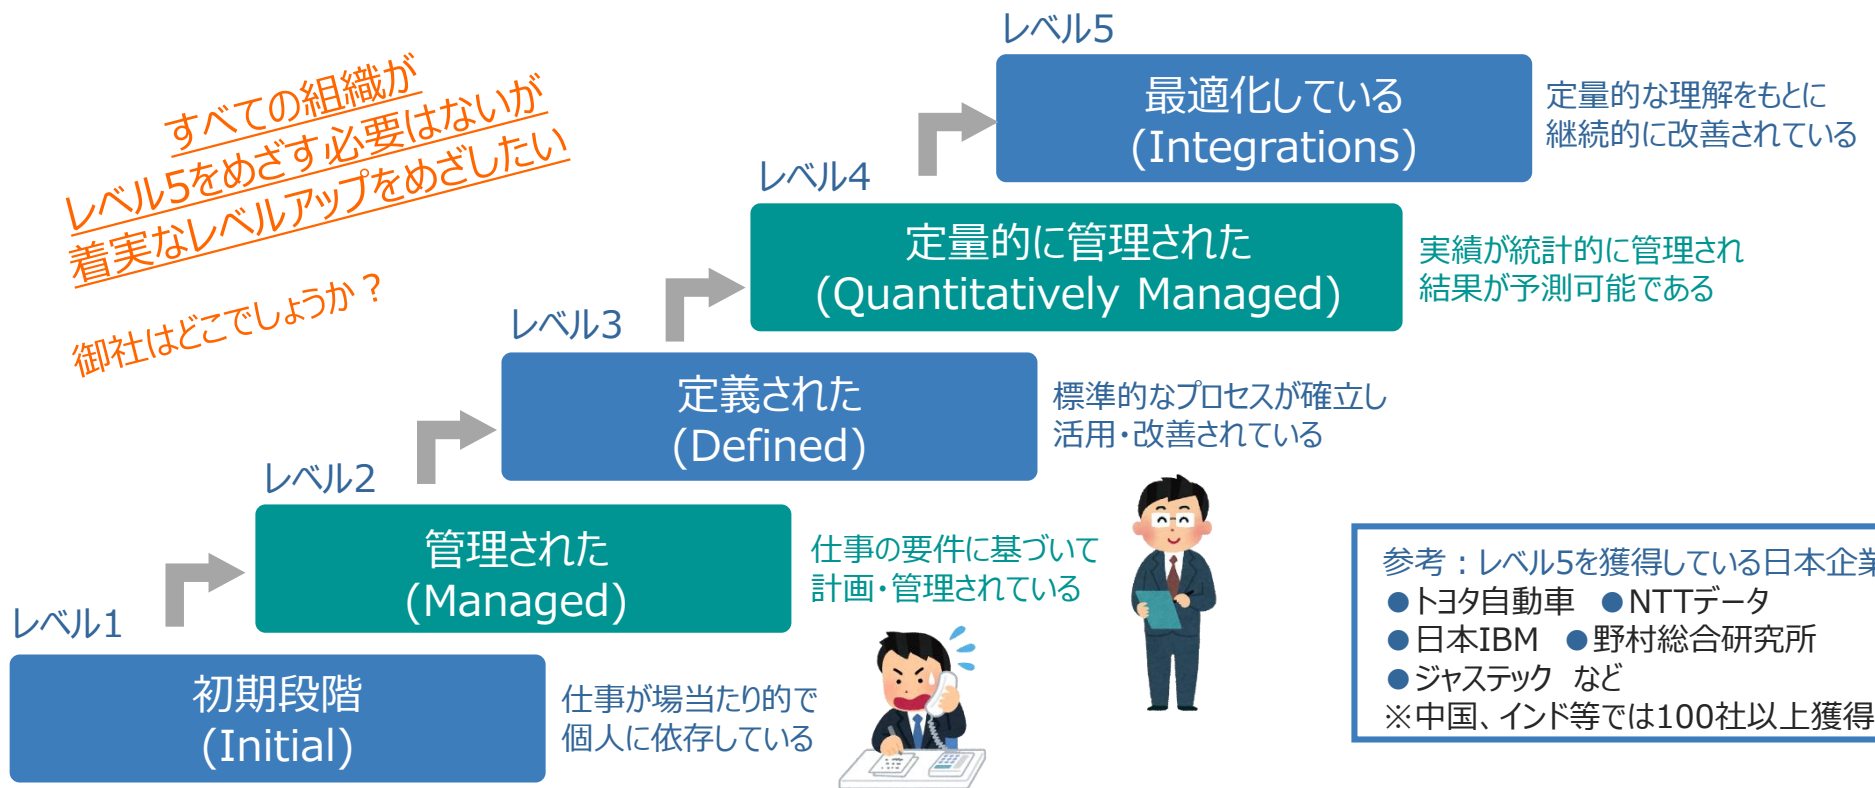 すべての組織が
レベル5をめざす必要はないが
着実なレベルアップをめざしたい
御社はどこでしょうか？
レベル5
最適化している
(Integrations)
定量的な理解をもとに
継続的に改善されている
レベル4
定量的に管理された
(Quantitatively Managed)
実績が統計的に管理され
結果が予測可能である
レベル3
定義された
(Defined)
標準的なプロセスが確立し
活用・改善されている
レベル2
管理された
(Managed)
仕事の要件に基づいて
計画・管理されている
レベル1
初期段階
(Initial)
仕事が場当たり的で
個人に依存している
参考：レベル5を獲得している日本企業
●トヨタ自動車 ●NTTデータ
●日本IBM ●野村総合研究所
●ジャステック など
※中国、インド等では100社以上獲得